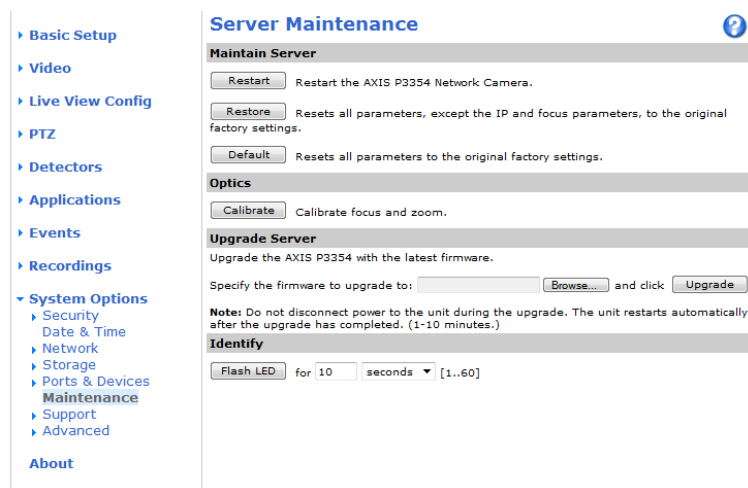 Basic Setup
Video
Live View Config
PTZ
Detectors
Applications
Events
Recordings
System Options
Security
Date & Time
Network
Storage
Ports & Devices
Maintenance
Support
Advanced
About
Server Maintenance
?
Maintain Server
Restart Restart the AXIS P3354 Network Camera.
Restore Resets all parameters, except the IP and focus parameters, to the original
factory settings.
Default Resets all parameters to the original factory settings.
Optics
Calibrate Calibrate focus and zoom.
Upgrade Server
Upgrade the AXIS P3354 with the latest firmware.
Specify the firmware to upgrade to: Browse... and click Upgrade
Note: Do not disconnect power to the unit during the upgrade. The unit restarts automatically
after the upgrade has completed. (1-10 minutes.)
Identify
Flash LED for 10 seconds [1..60]